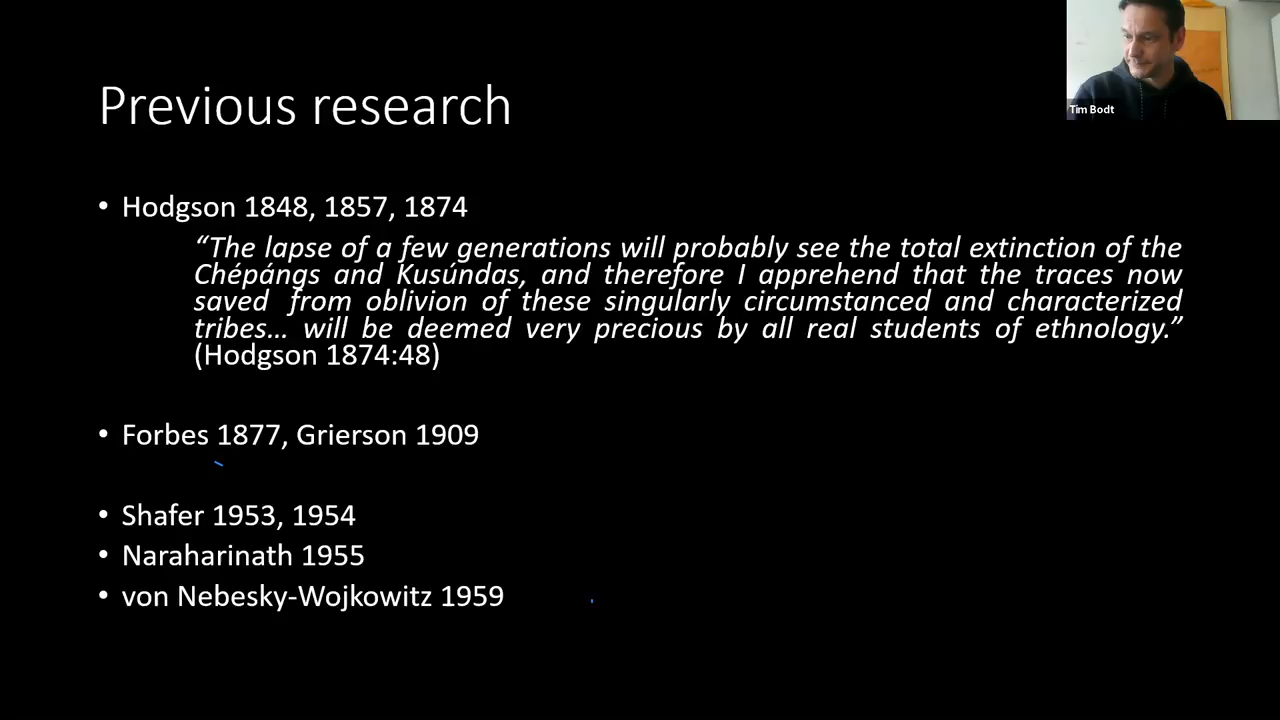 Tim Bodt
Previous research
• Hodgson 1848, 1857, 1874
“The lapse of a few generations will probably see the total extinction of the
Chépángs and Kusúndas, and therefore I apprehend that the traces now
saved from oblivion of these singularly circumstanced and characterized
tribes… will be deemed very precious by all real students of ethnology.”
(Hodgson 1874:48)
• Forbes 1877, Grierson 1909
• Shafer 1953, 1954
• Naraharinath 1955
• von Nebesky-Wojkowitz 1959